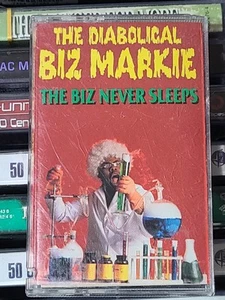 THE DIABOLICAL
BIZ MARKIE
THE BIZ NEVER SLEEPS
50
50